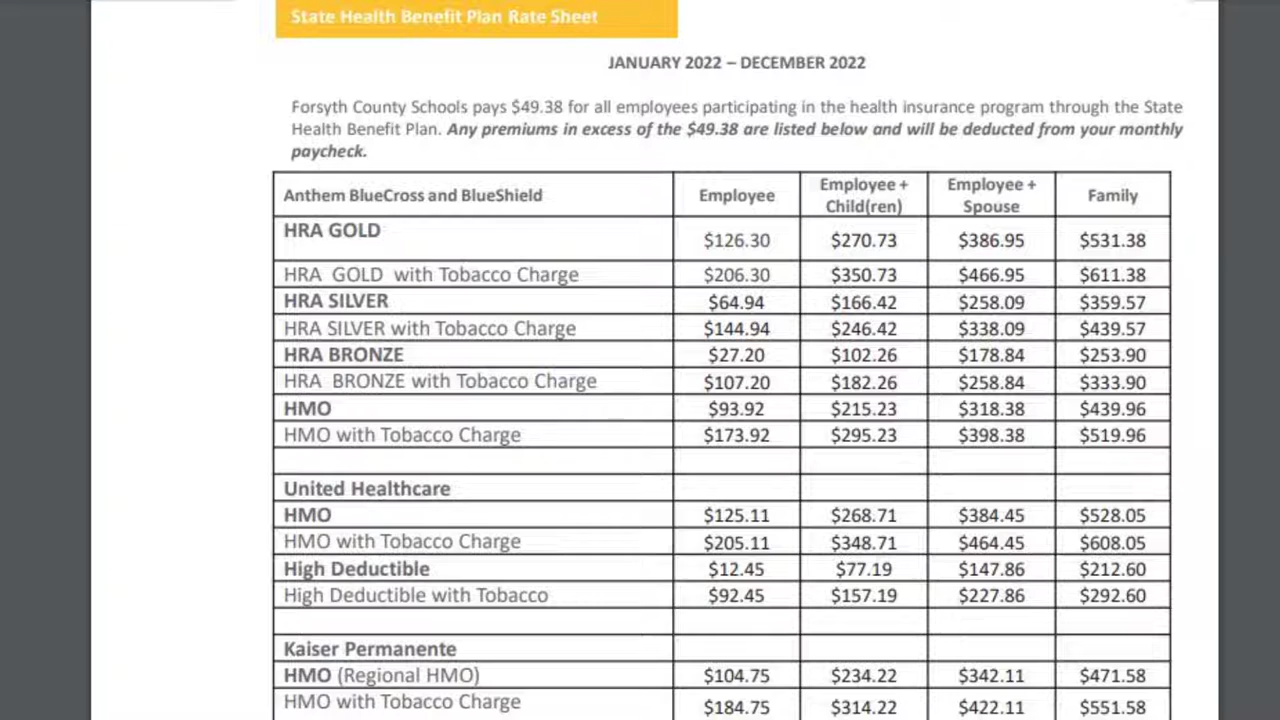 State Health Benefit Plan Rate Sheet
JANUARY 2022 – DECEMBER 2022
Forsyth County Schools pays $49.38 for all employees participating in the health insurance program through the State
Health Benefit Plan. Any premiums in excess of the $49.38 are listed below and will be deducted from your monthly
paycheck.
Anthem BlueCross and BlueShield Employee Employee + Child(ren) Employee + Spouse Family
HRA GOLD $126.30 $270.73 $386.95 $531.38
HRA GOLD with Tobacco Charge $206.30 $350.73 $466.95 $611.38
HRA SILVER $64.94 $166.42 $258.09 $359.57
HRA SILVER with Tobacco Charge $144.94 $246.42 $338.09 $439.57
HRA BRONZE $27.20 $102.26 $178.84 $253.90
HRA BRONZE with Tobacco Charge $107.20 $182.26 $258.84 $333.90
HMO $93.92 $215.23 $318.38 $439.96
HMO with Tobacco Charge $173.92 $295.23 $398.38 $519.96
United Healthcare
HMO $125.11 $268.71 $384.45 $528.05
HMO with Tobacco Charge $205.11 $348.71 $464.45 $608.05
High Deductible $12.45 $77.19 $147.86 $212.60
High Deductible with Tobacco $92.45 $157.19 $227.86 $292.60
Kaiser Permanente
HMO (Regional HMO) $104.75 $234.22 $342.11 $471.58
HMO with Tobacco Charge $184.75 $314.22 $422.11 $551.58